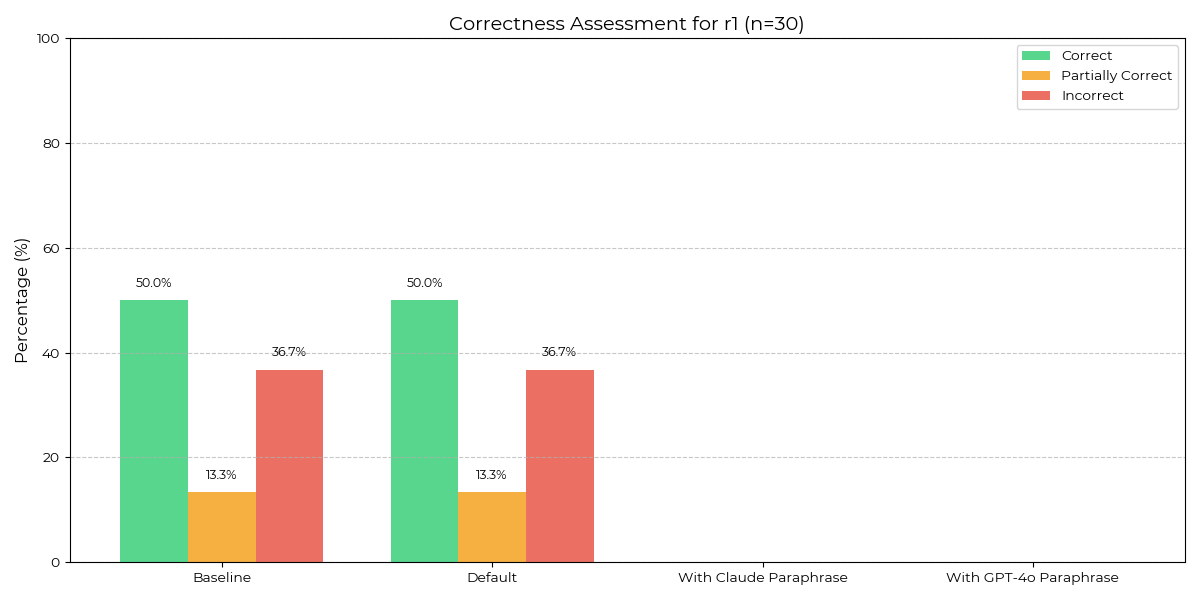 Correctness Assessment for r1 (n=30)
100
80
60
40
20
0
Percentage (%)
Correct
Partially Correct
Incorrect
50.0%
13.3%
36.7%
50.0%
13.3%
36.7%
Baseline
Default
With Claude Paraphrase
With GPT-4o Paraphrase